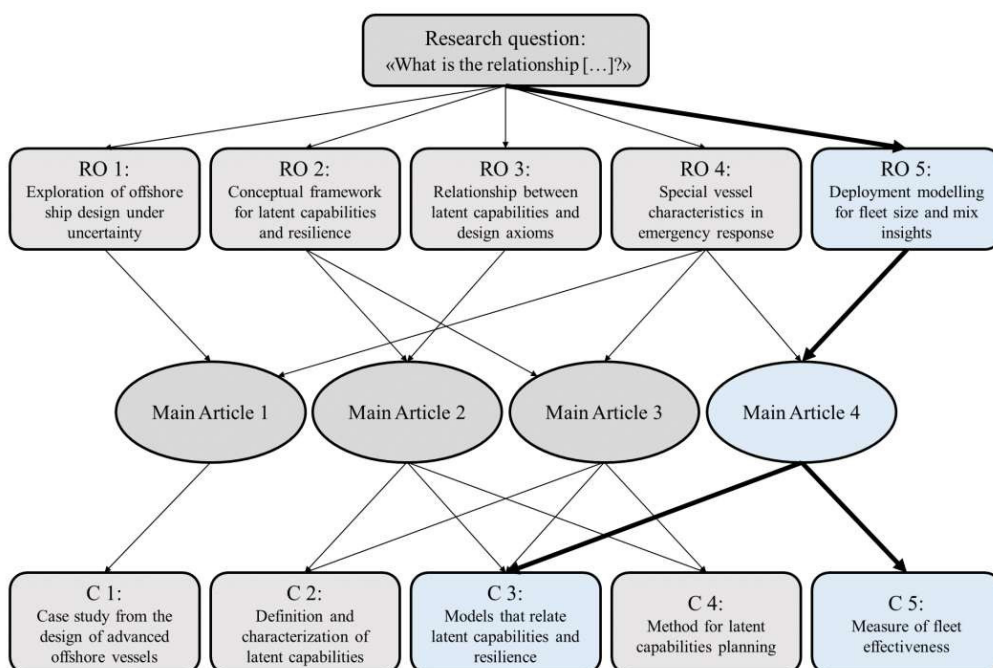 Research question:
«What is the relationship […]?»
RO 1:
Exploration of offshore
ship design under
uncertainty
RO 2:
Conceptual framework
for latent capabilities
and resilience
RO 3:
Relationship between
latent capabilities and
design axioms
RO 4:
Special vessel
characteristics in
emergency response
RO 5:
Deployment modelling
for fleet size and mix
insights
Main Article 1
Main Article 2
Main Article 3
Main Article 4
C 1:
Case study from the
design of advanced
offshore vessels
C 2:
Definition and
characterization of
latent capabilities
C 3:
Models that relate
latent capabilities and
resilience
C 4:
Method for latent
capabilities planning
C 5:
Measure of fleet
effectiveness